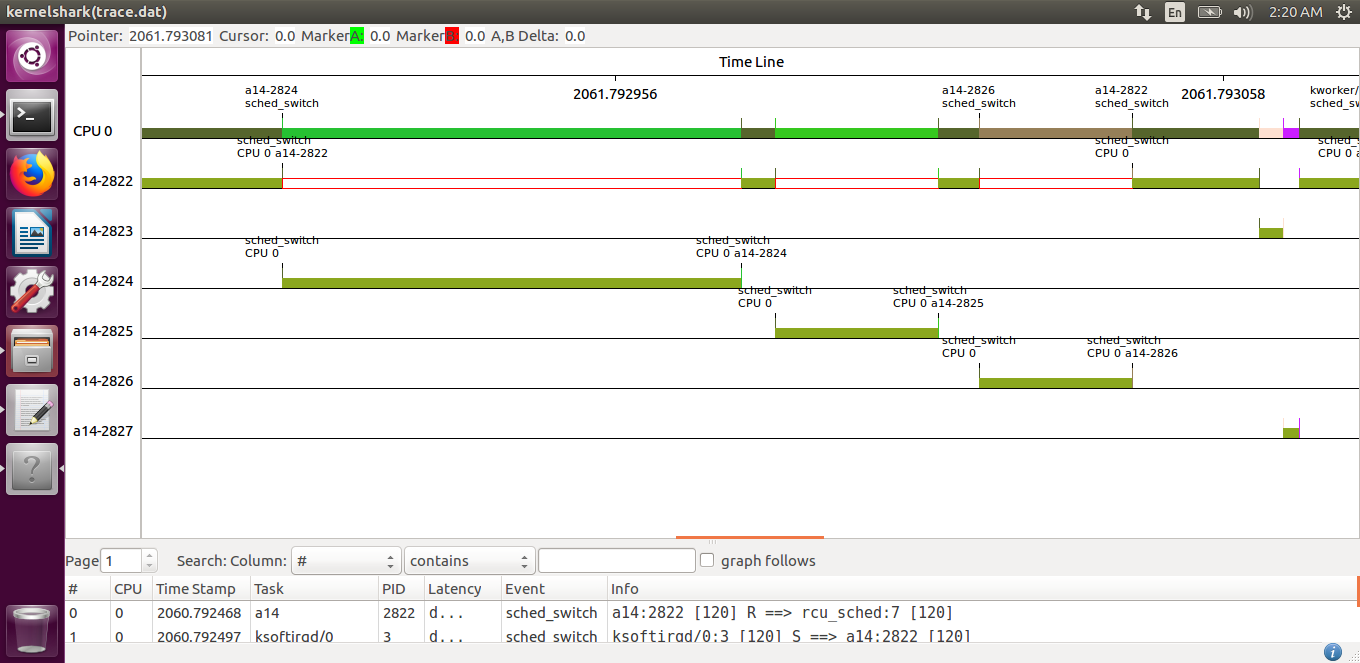 kernelshark(trace.dat)
En
2:20 AM
Pointer: 2061.793081 Cursor: 0.0 MarkerA: 0.0 Marker 0.0 A,B Delta: 0.0
Time Line
2061.792956
2061.793058
a14-2824
sched_switch
a14-2826
sched_switch
a14-2822
sched_switch
kworker/
sched_sw
CPU 0
sched_switch
CPU 0 a14-2822
sched_switch
CPU 0
sched_s
CPU 0 a
a14-2822
a14-2823
sched_switch
CPU 0
sched_switch
CPU 0 a14-2824
a14-2824
sched_switch
CPU 0
sched_switch
CPU 0 a14-2825
a14-2825
sched_switch
CPU 0
sched_switch
CPU 0 a14-2826
a14-2826
a14-2827
Page 1 Search: Column: # contains graph follows
# CPU Time Stamp Task PID Latency Event Info
0 0 2060.792468 a14 2822 d... sched_switch a14:2822 [120] R ==> rcu_sched:7 [120]
1 0 2060.792497 ksoftirqd/0 3 d... sched_switch ksoftirqd/0:3 [120] S ==> a14:2822 [120]